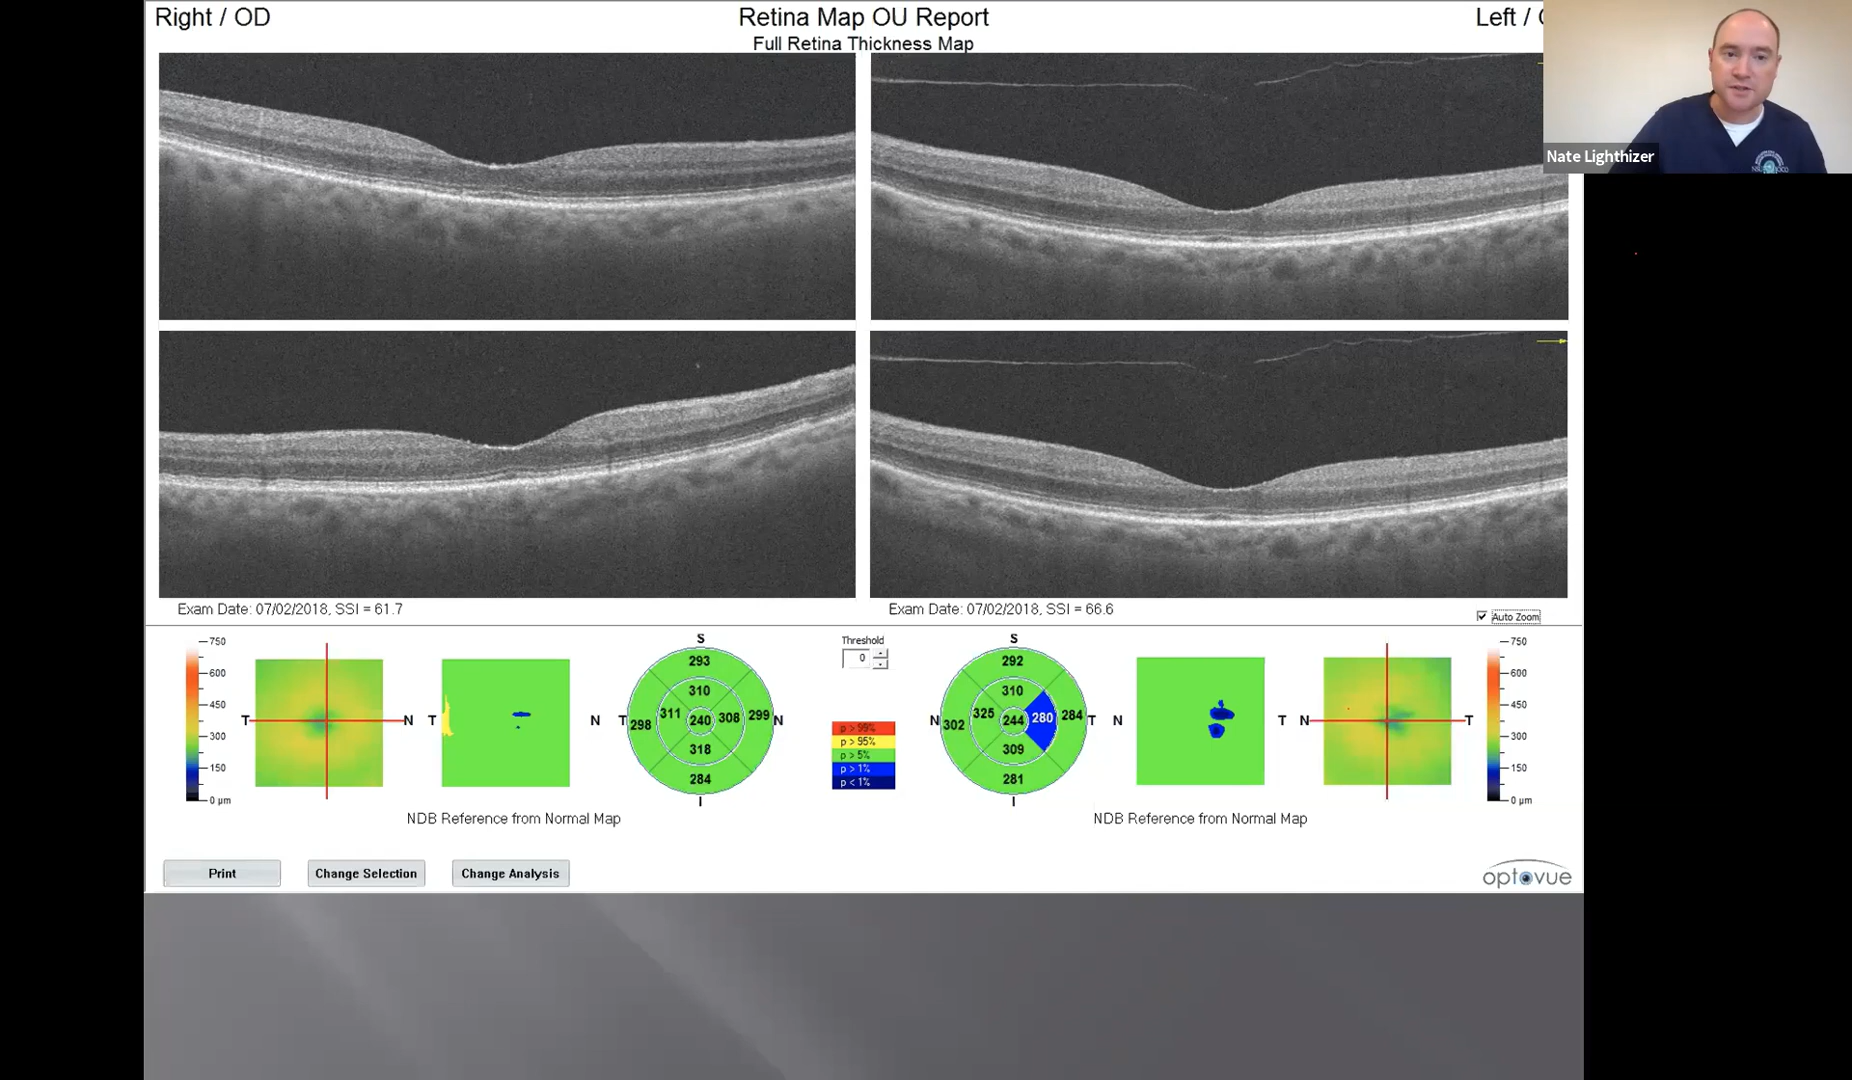 Right / OD
Retina Map OU Report
Left /
Full Retina Thickness Map
Nate Lighthizer
Exam Date: 07/02/2018, SSI = 61.7
Exam Date: 07/02/2018, SSI = 66.6
Auto Zoom
750
600
450
300
150
0 µm
T
N
T
N
S
293
310
298
311
240
308
299
318
284
T
N
I
Threshold
0
p > 99%
p > 95%
p > 5%
p > 1%
p < 1%
S
292
310
302
325
244
280
284
309
281
N
T
I
N
T
N
T
750
600
450
300
150
0 µm
NDB Reference from Normal Map
NDB Reference from Normal Map
Print
Change Selection
Change Analysis
optovue